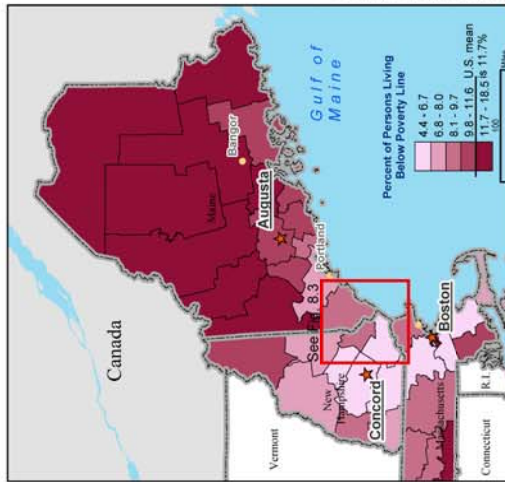 Canada
Maine
Bangor
Augusta
Gulf of
Maine
Portland
See Fig. 8.3
Vermont
New
Hampshire
Concord
Boston
Massachusetts
Connecticut
R.I.
Percent of Persons Living
Below Poverty Line
4.4 - 6.7
6.8 - 8.0
8.1 - 9.7
9.8 - 11.6 U.S. mean
11.7 - 18.5 is 11.7%
100